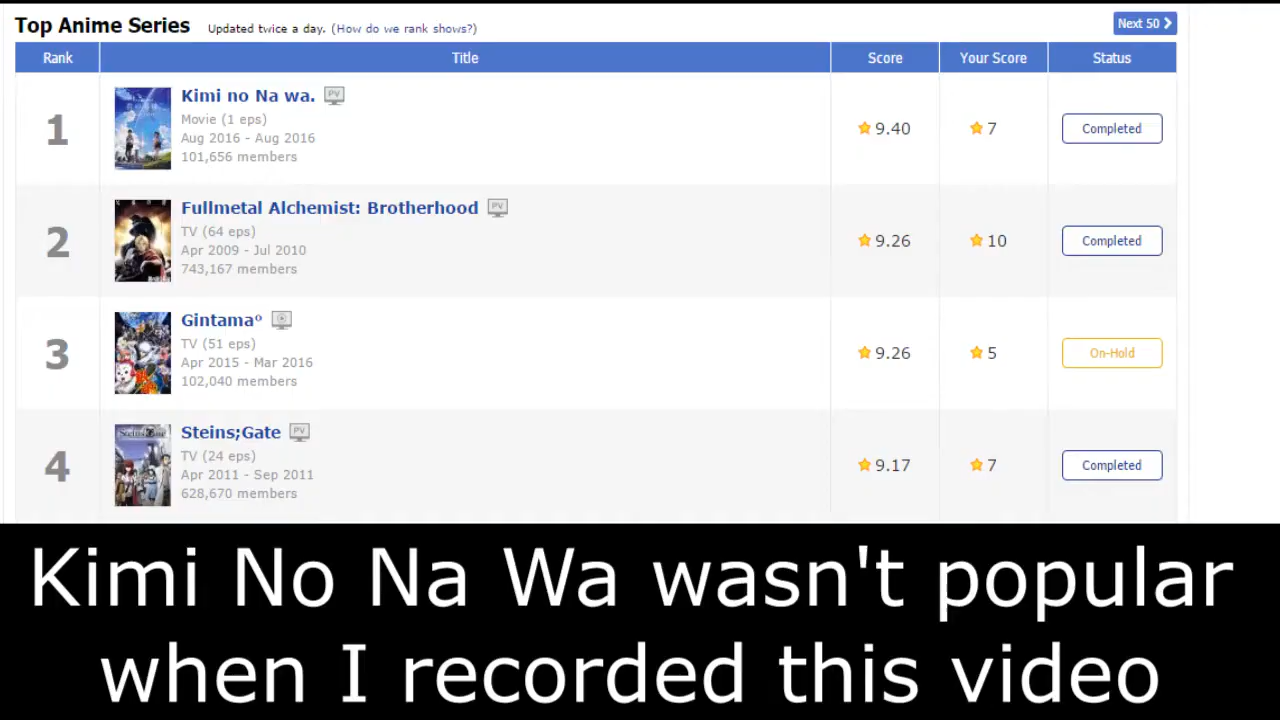 Top Anime Series Updated twice a day. (How do we rank shows?) Next 50
Rank Title Score Your Score Status
1
Kimi no Na wa. PV
Movie (1 eps)
Aug 2016 - Aug 2016
101,656 members
9.40 7 Completed
2
Fullmetal Alchemist: Brotherhood PV
TV (64 eps)
Apr 2009 - Jul 2010
743,167 members
9.26 10 Completed
3
Gintama°
TV (51 eps)
Apr 2015 - Mar 2016
102,040 members
9.26 5 On-Hold
4
Steins;Gate PV
TV (24 eps)
Apr 2011 - Sep 2011
628,670 members
9.17 7 Completed
Kimi No Na Wa wasn't popular
when I recorded this video